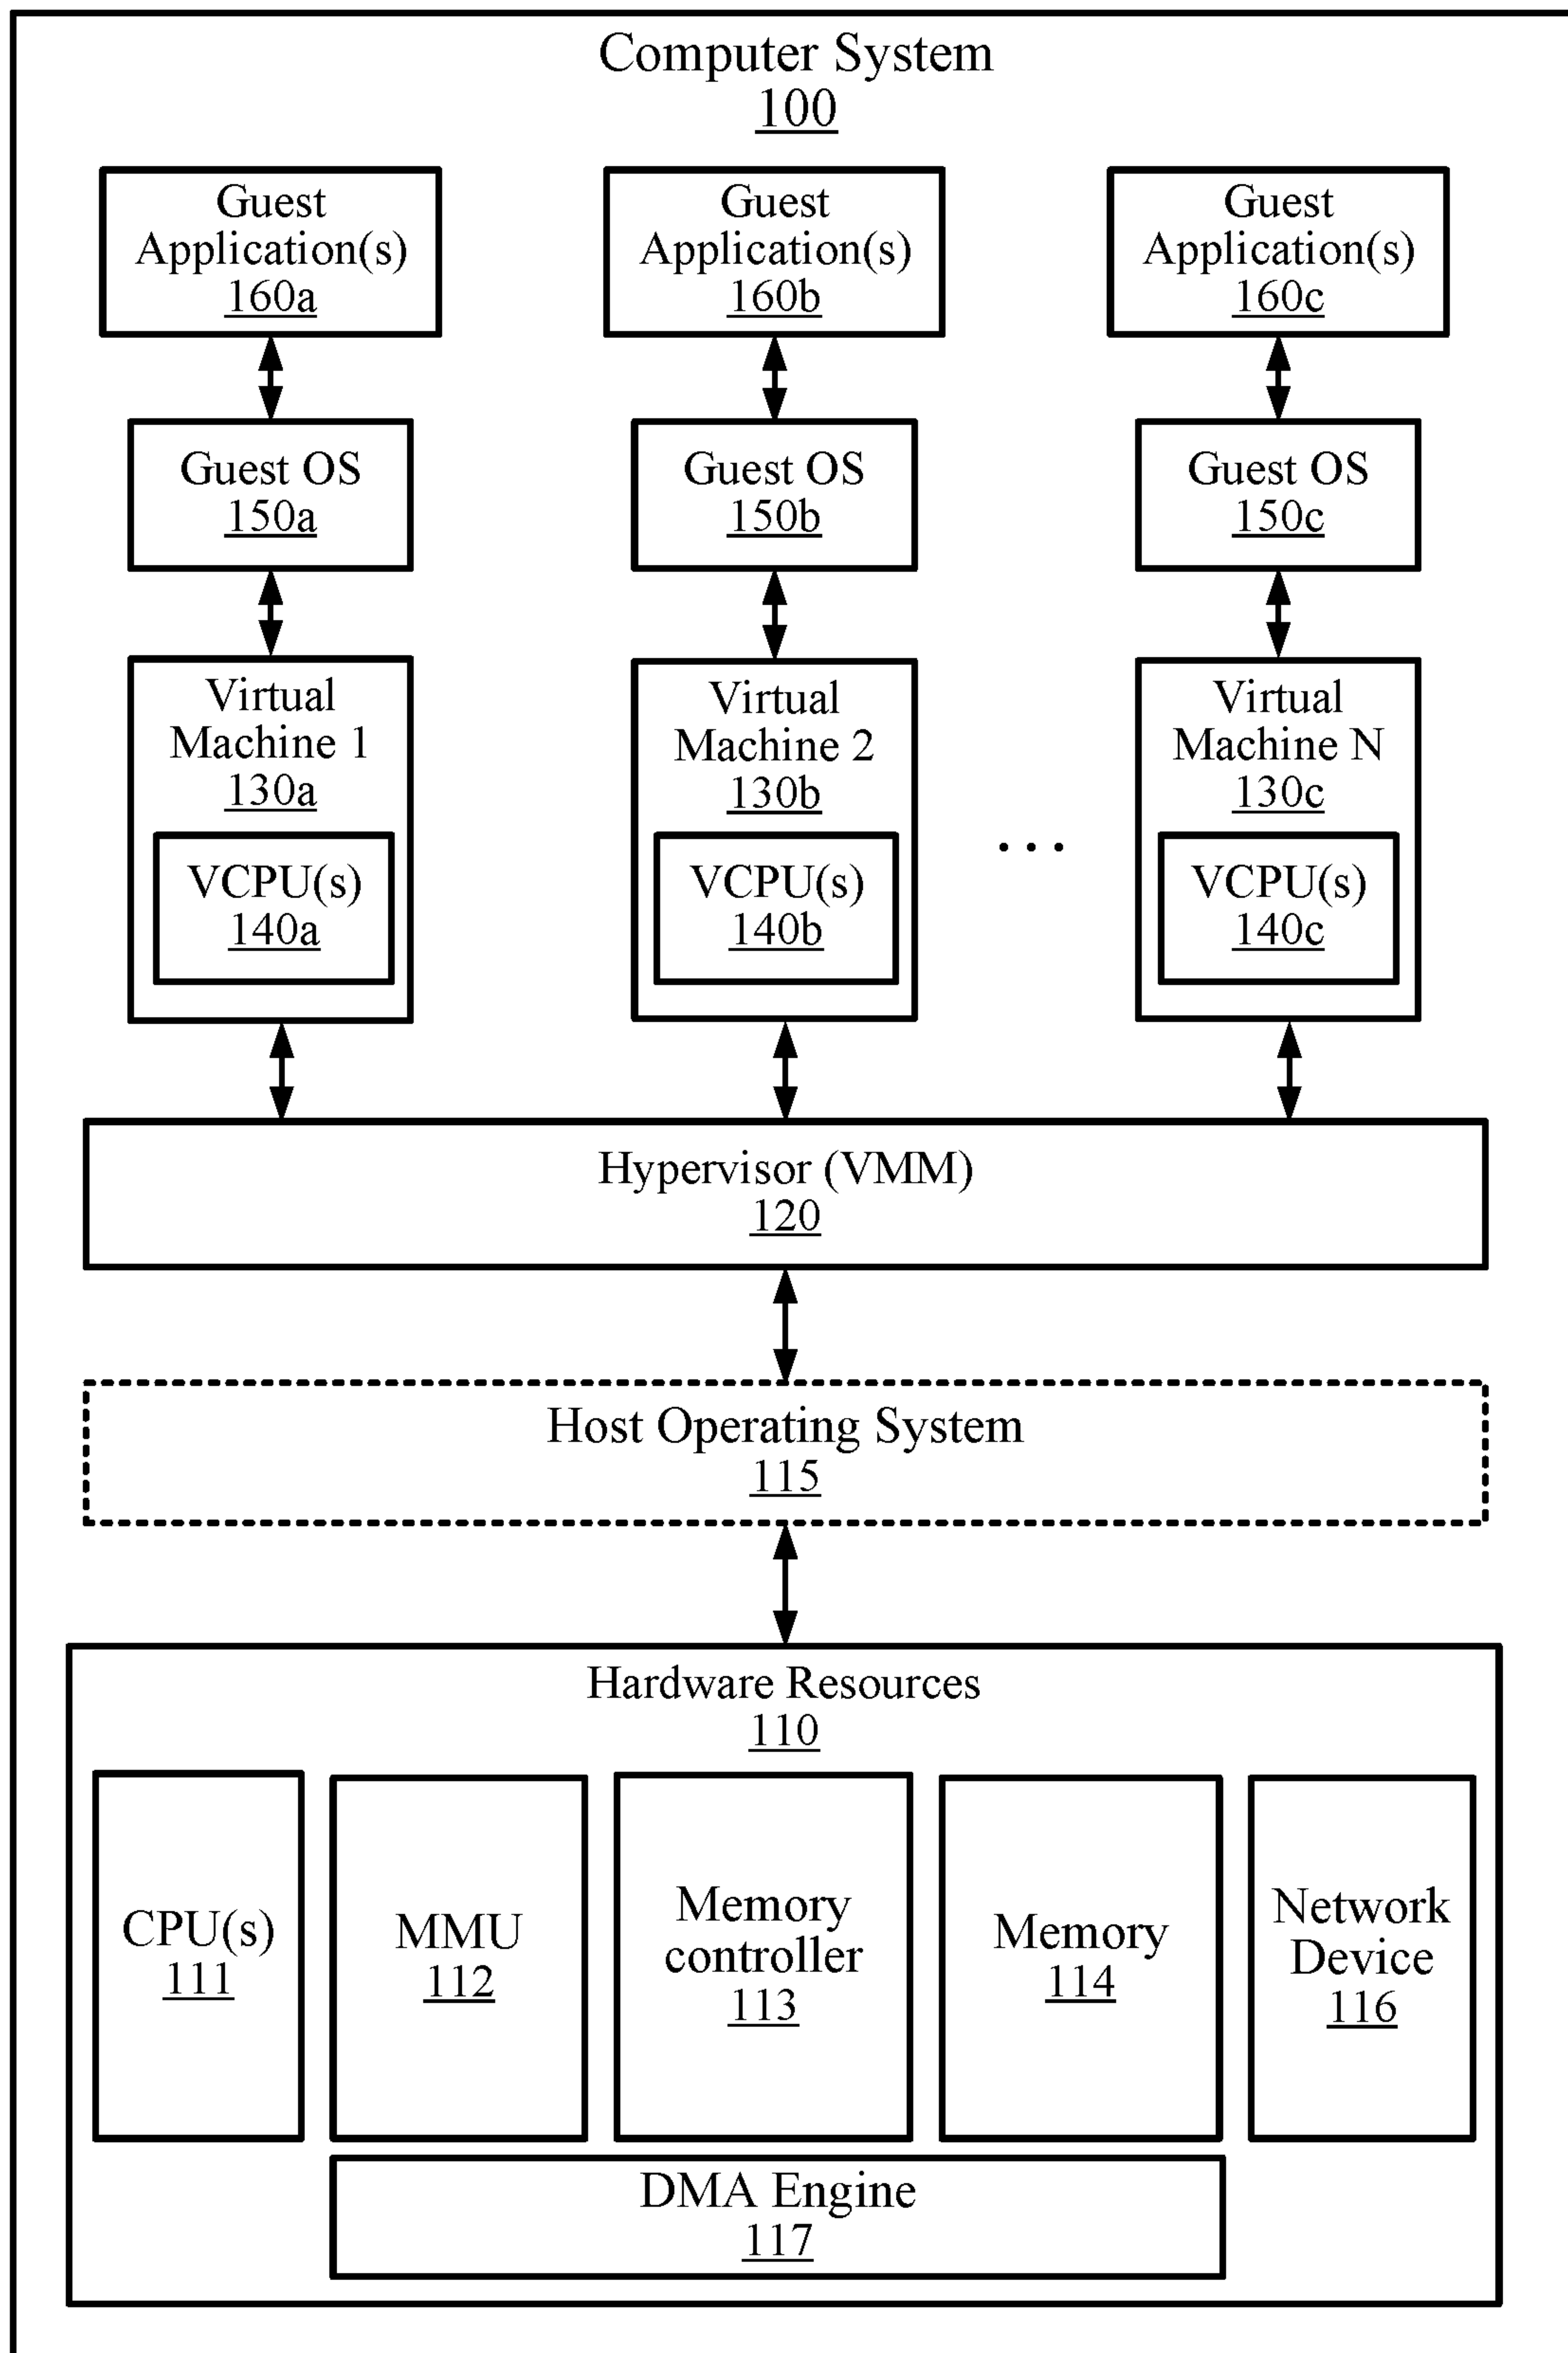 Computer System
100
Guest
Application(s)
160a
Guest
Application(s)
160b
Guest
Application(s)
160c
Guest OS
150a
Guest OS
150b
Guest OS
150c
Virtual
Machine 1
130a
VCPU(s)
140a
Virtual
Machine 2
130b
VCPU(s)
140b
...
Virtual
Machine N
130c
VCPU(s)
140c
Hypervisor (VMM)
120
Host Operating System
115
Hardware Resources
110
CPU(s)
111
MMU
112
Memory
controller
113
Memory
114
Network
Device
116
DMA Engine
117